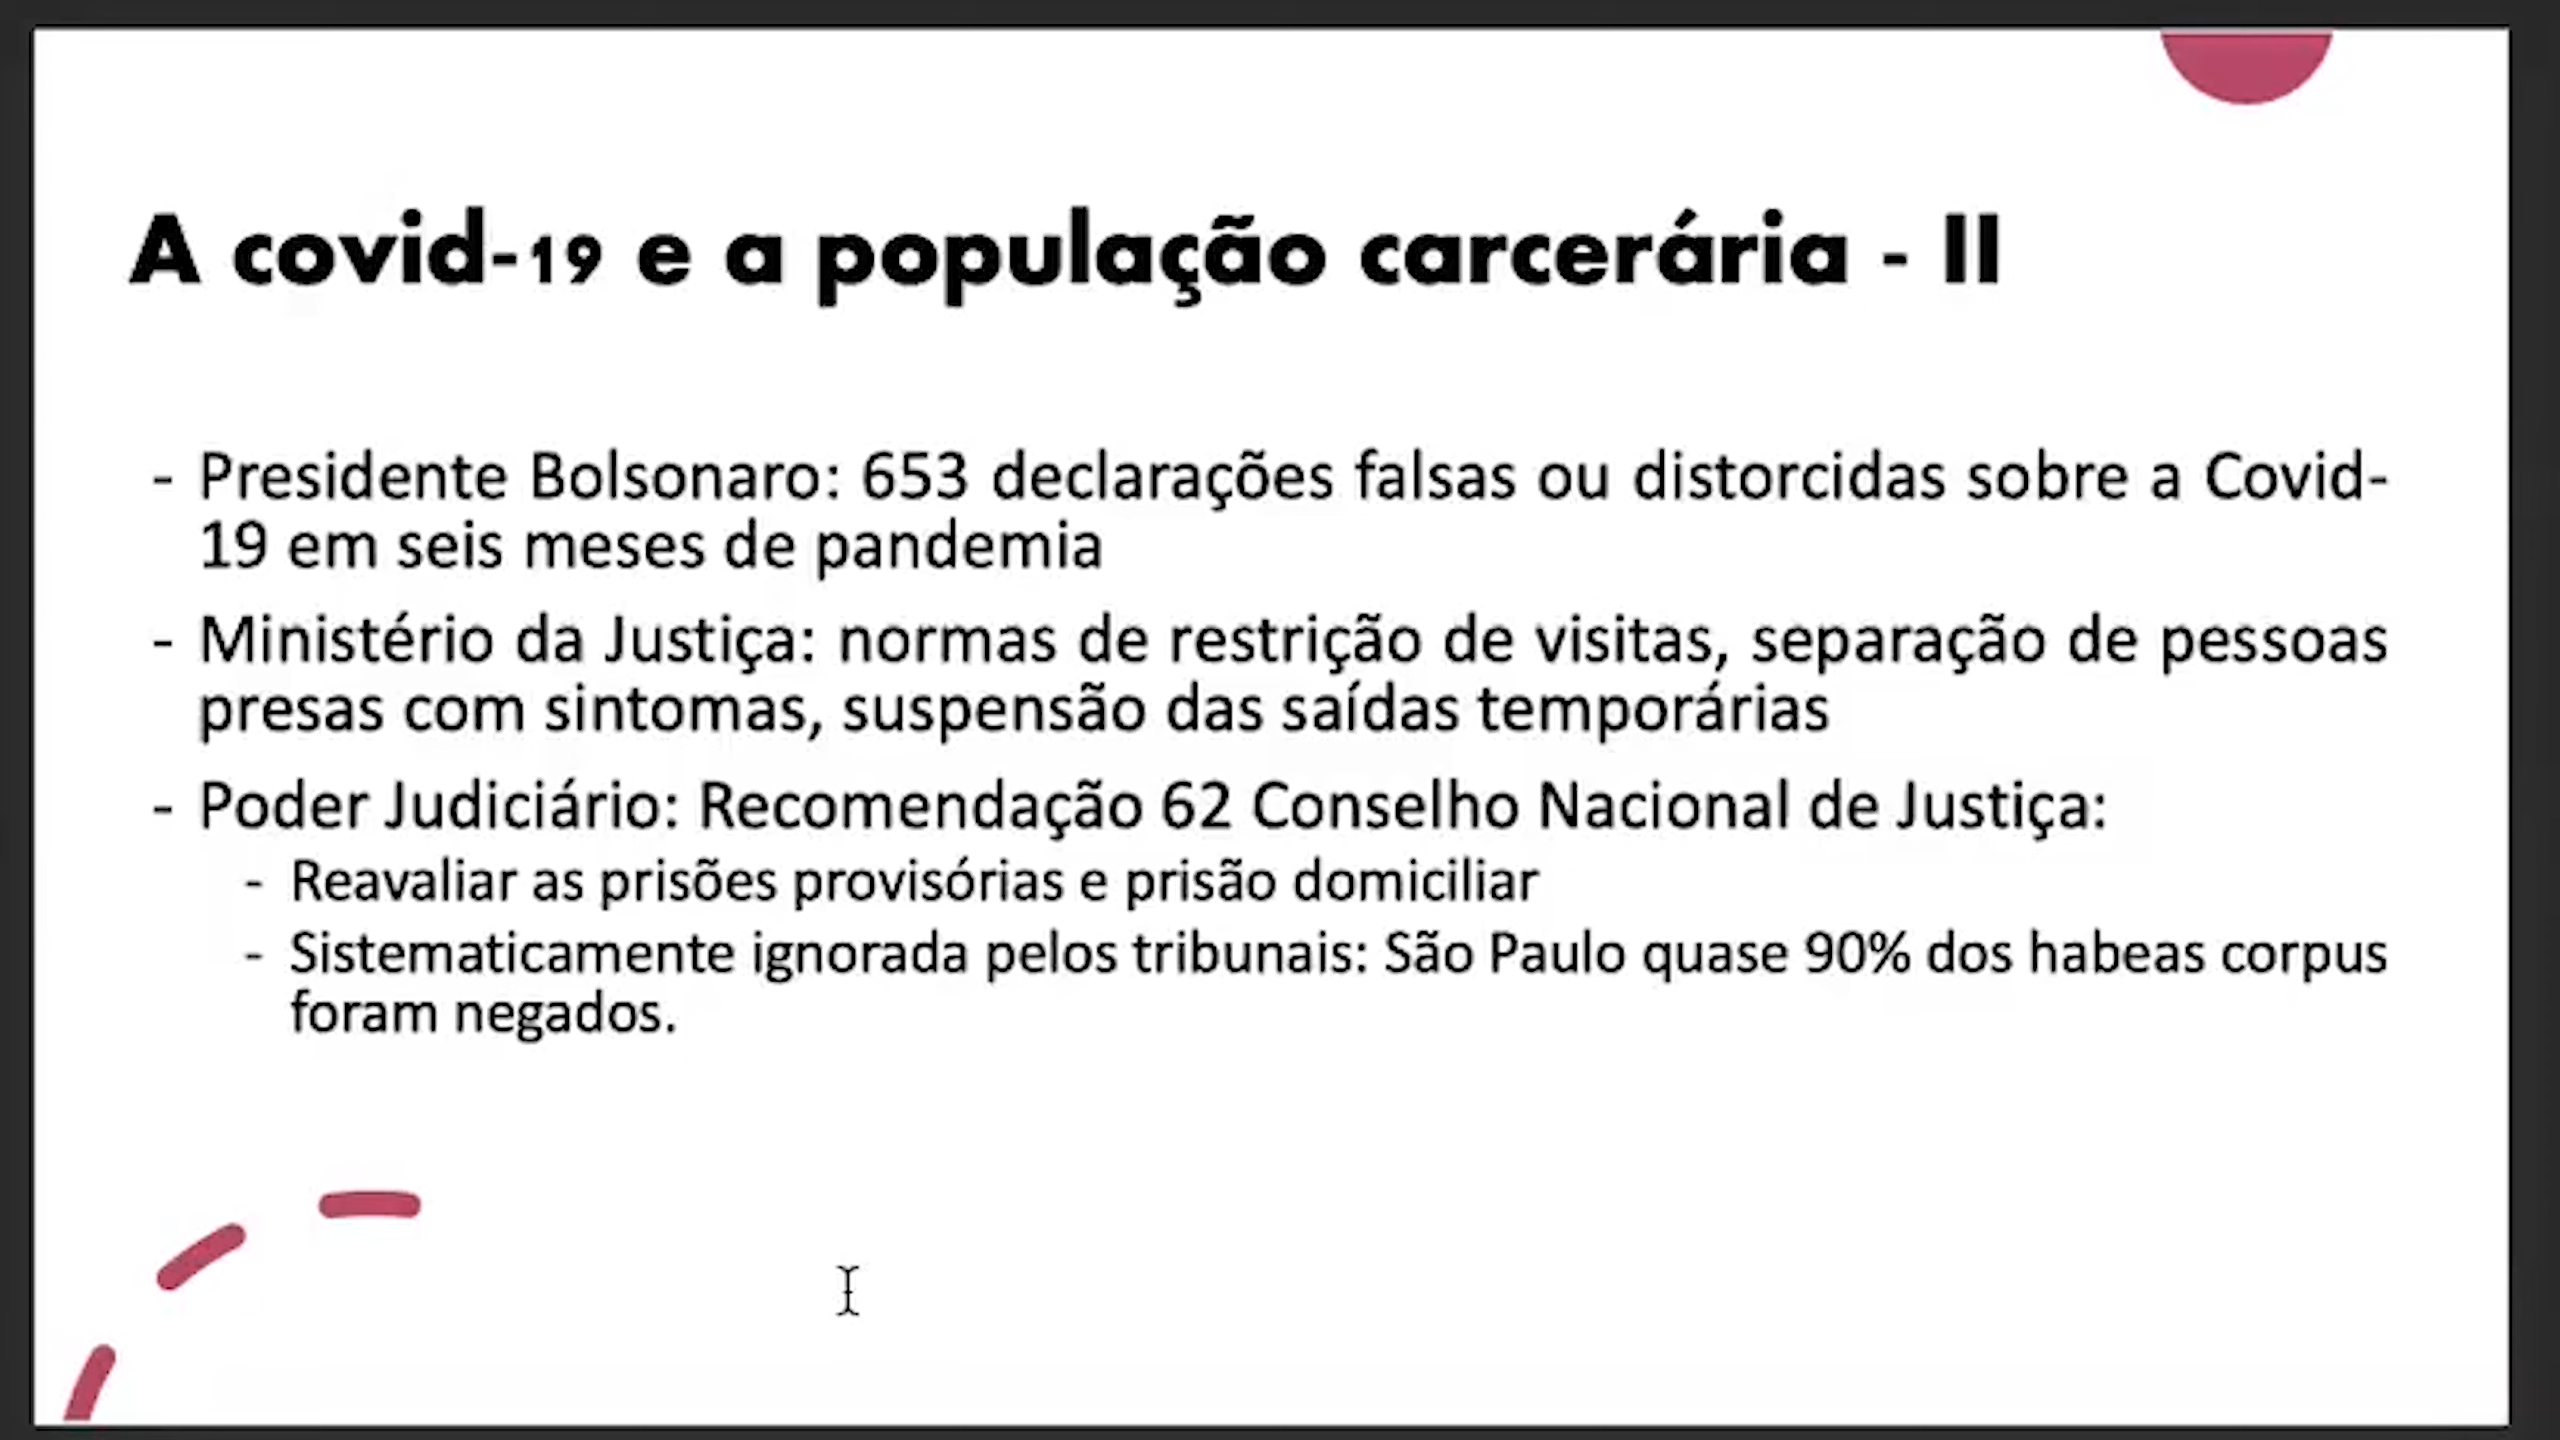 A covid-19 e a população carcerária - II
- Presidente Bolsonaro: 653 declarações falsas ou distorcidas sobre a Covid-
19 em seis meses de pandemia
- Ministério da Justiça: normas de restrição de visitas, separação de pessoas
presas com sintomas, suspensão das saídas temporárias
- Poder Judiciário: Recomendação 62 Conselho Nacional de Justiça:
- Reavaliar as prisões provisórias e prisão domiciliar
- Sistematicamente ignorada pelos tribunais: São Paulo quase 90% dos habeas corpus
foram negados.